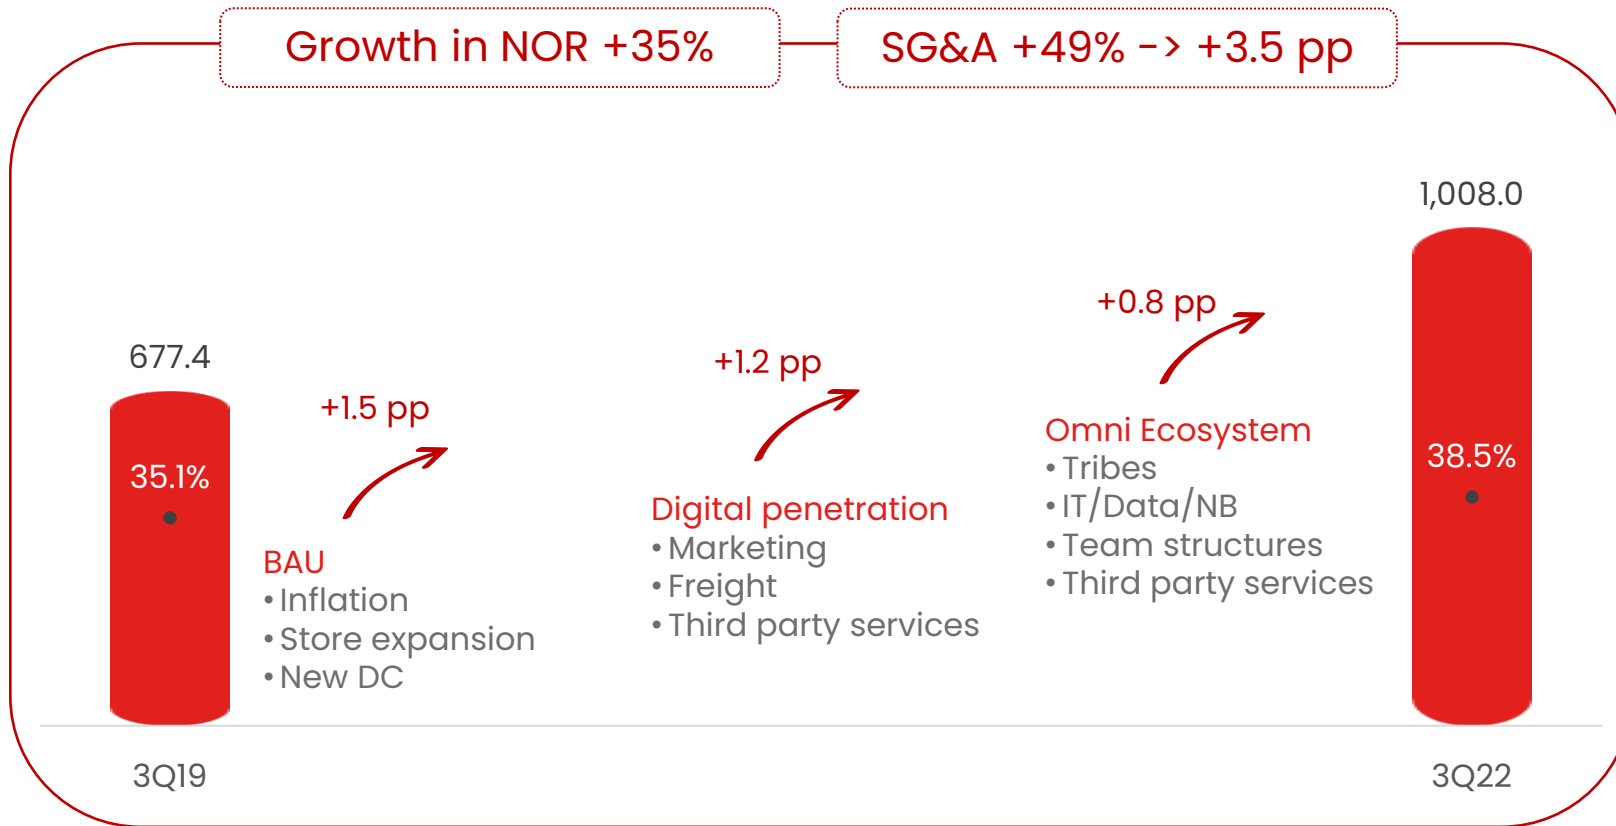 Growth in NOR +35%
SG&A +49% -> +3.5 pp
677.4
35.1%
3Q19
+1.5 pp
BAU
• Inflation
• Store expansion
• New DC
+1.2 pp
Digital penetration
• Marketing
• Freight
• Third party services
+0.8 pp
Omni Ecosystem
• Tribes
• IT/Data/NB
• Team structures
• Third party services
1,008.0
38.5%
3Q22